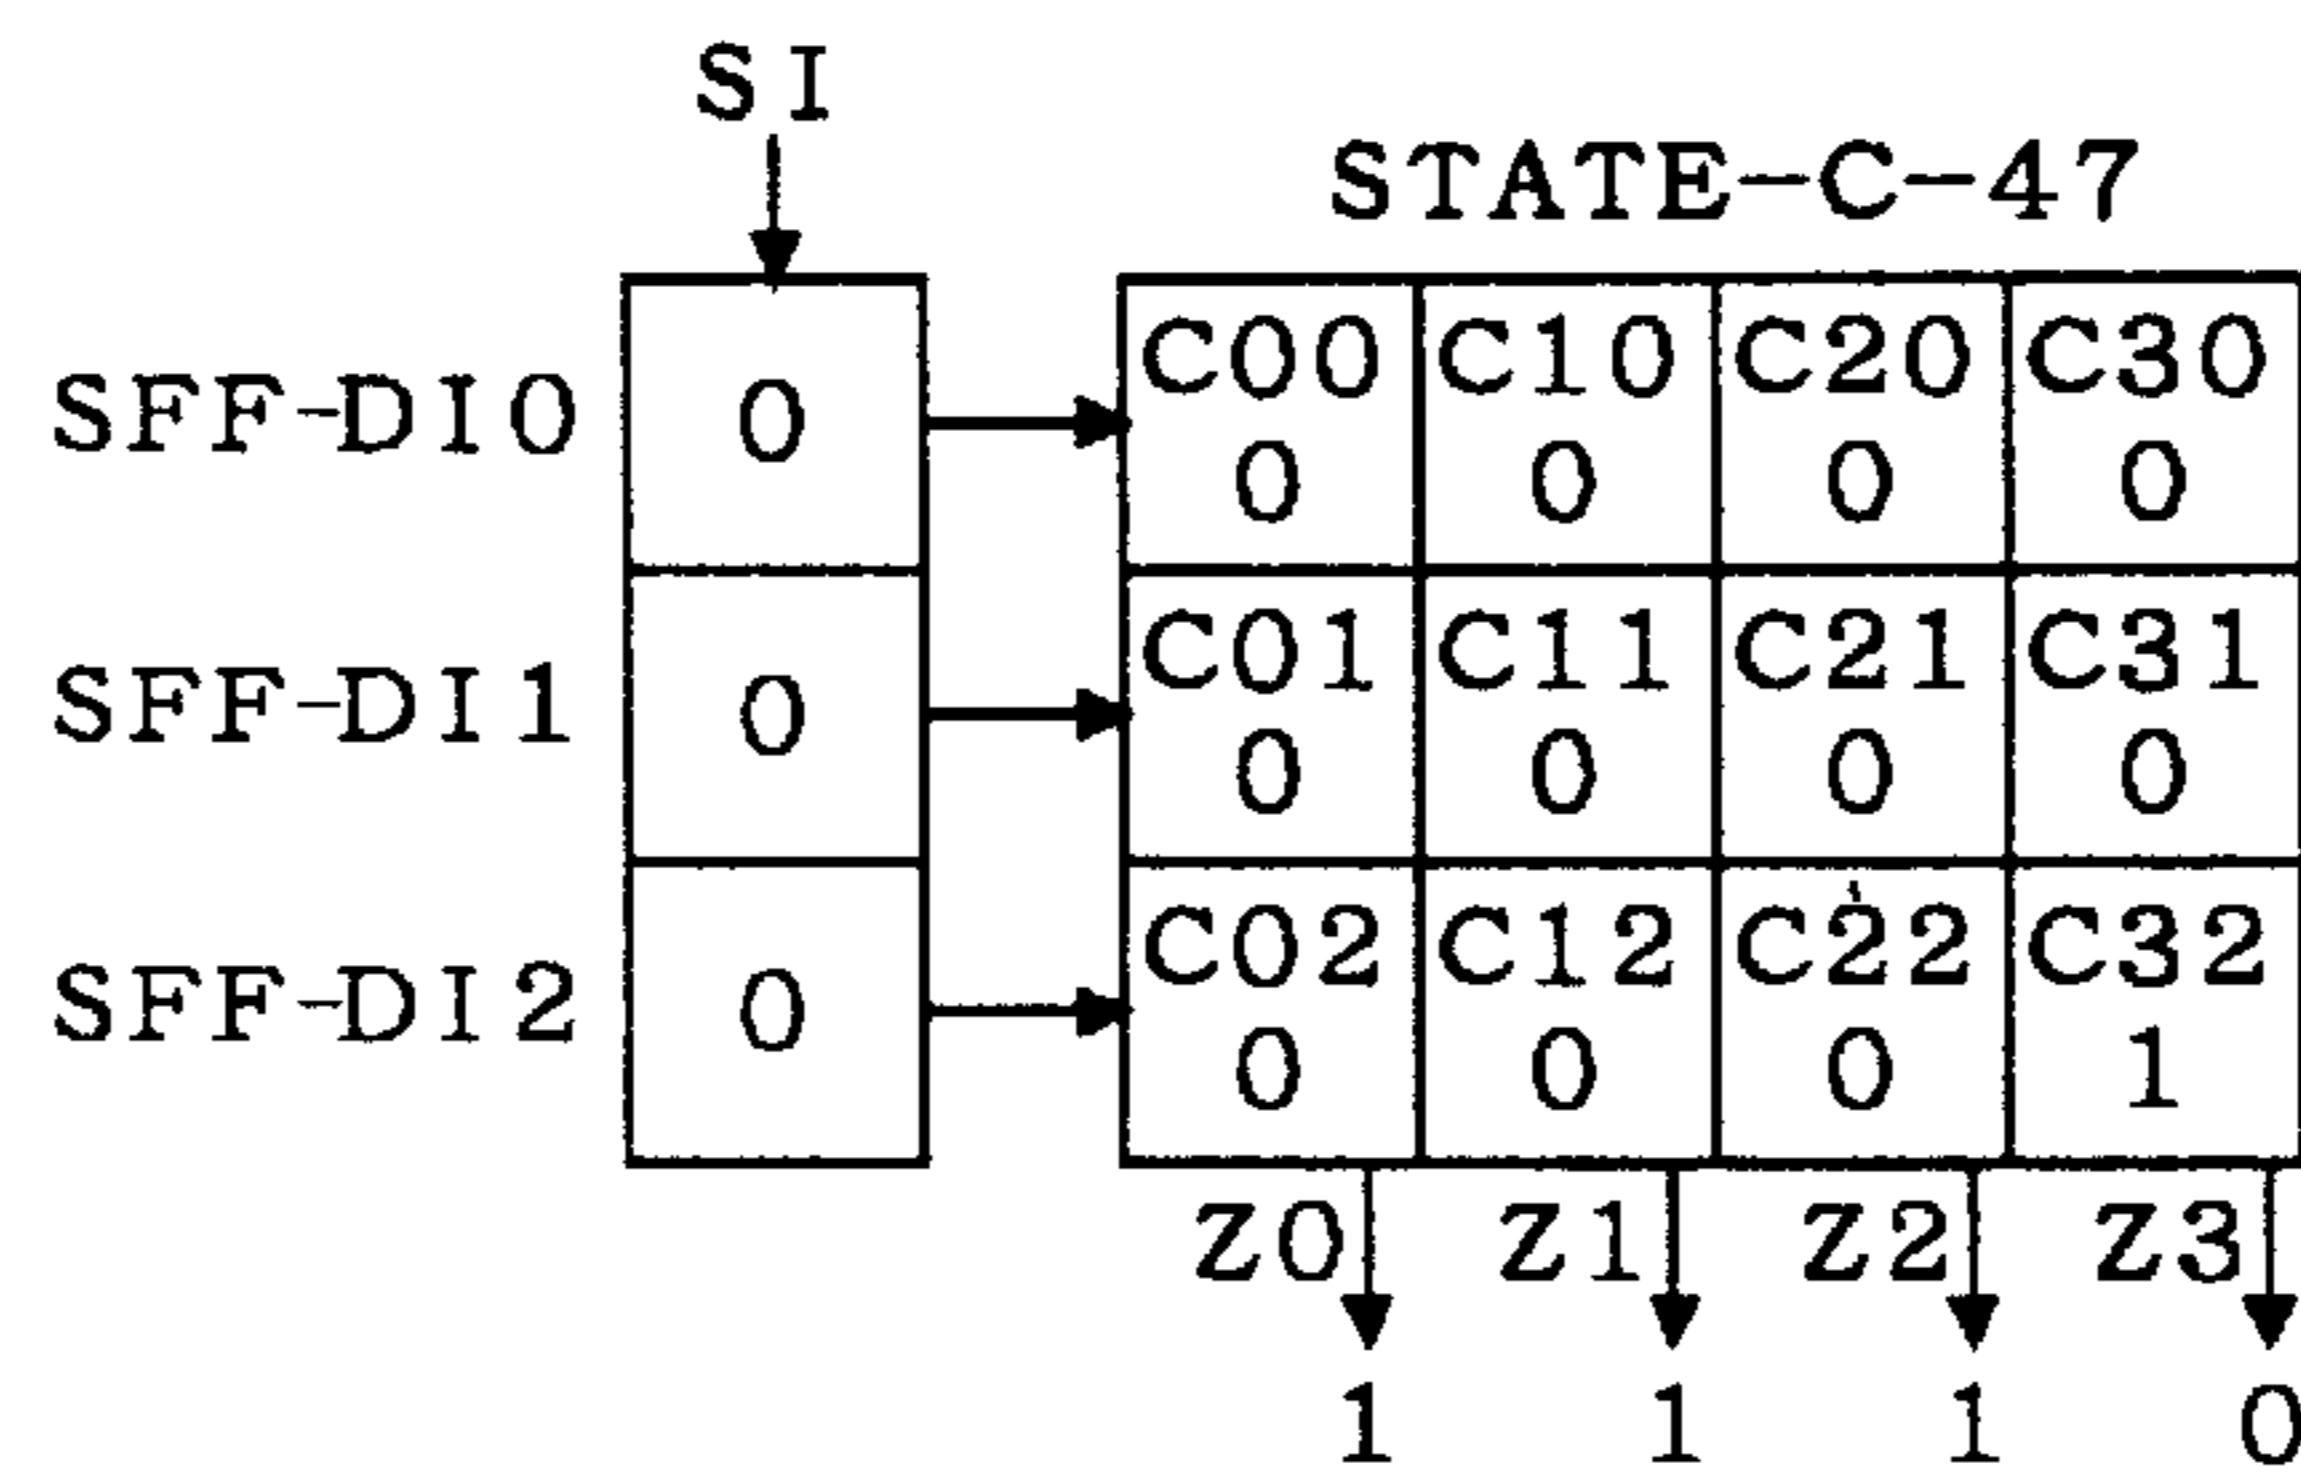 SI
STATE-C-47
C00 C10 C20 C30
SFF-DI0 0
0 0 0 0
C01 C11 C21 C31
SFF-DI1 0
0 0 0 0
C02 C12 C22 C32
SFF-DI2 0
0 0 0 1
Z0 Z1 Z2 Z3
1 1 1 0